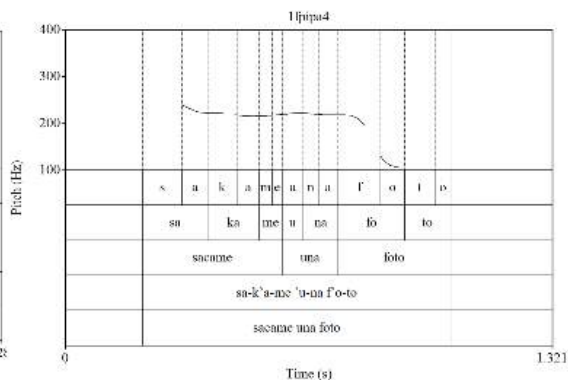 11pipa4
400
300
200
100
Pitch (Hz)
s a k a m e u n a f o t o
sa ka me u na fo to
sacame una foto
sa-k'a-me 'u-na f'o-to
sacame una foto
0 1.321
Time (s)